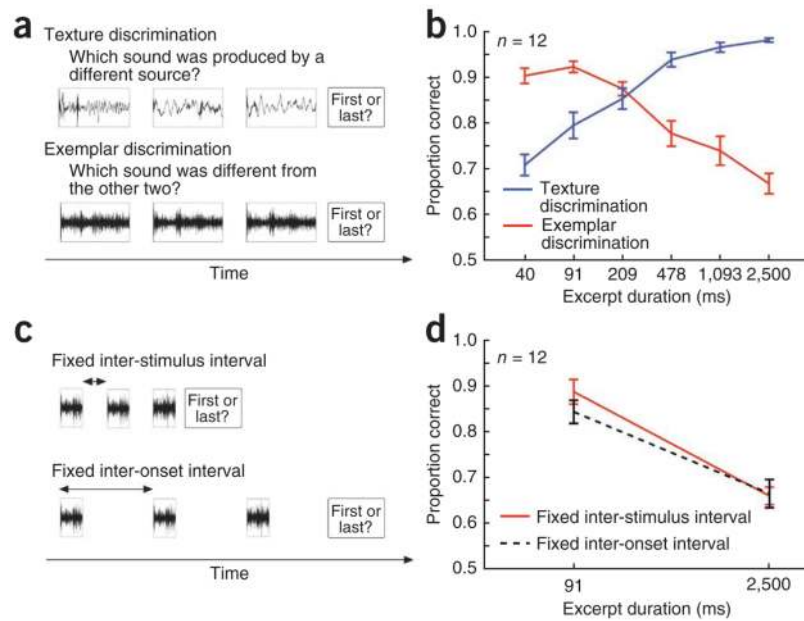 a
Texture discrimination
Which sound was produced by a
different source?
First or
last?
Exemplar discrimination
Which sound was different from
the other two?
First or
last?
Time
b
n = 12
Proportion correct
1.0
0.9
0.8
0.7
0.6
0.5
Texture
discrimination
Exemplar
discrimination
40 91 209 478 1,093 2,500
Excerpt duration (ms)
c
Fixed inter-stimulus interval
First or
last?
Fixed inter-onset interval
First or
last?
Time
d
n = 12
Proportion correct
1.0
0.9
0.8
0.7
0.6
0.5
Fixed inter-stimulus interval
Fixed inter-onset interval
91 2,500
Excerpt duration (ms)